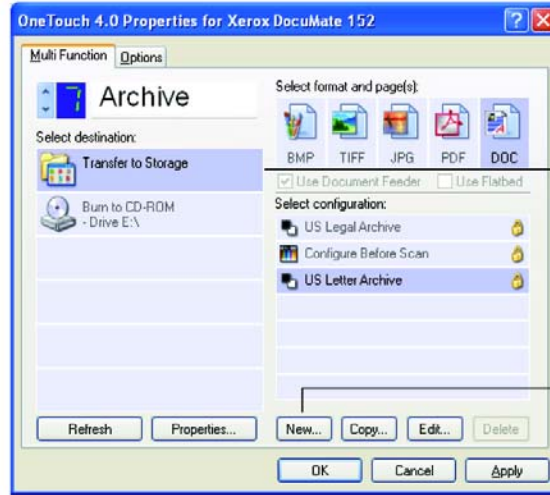 OneTouch 4.0 Properties for Xerox DocuMate 152
Multi Function Options
7 Archive
Select destination:
Transfer to Storage
Burn to CD-ROM
- Drive E:\
Refresh Properties...
Select format and page(s):
BMP TIFF JPG PDF DOC
Use Document Feeder Use Flatbed
Select configuration:
US Legal Archive
Configure Before Scan
US Letter Archive
New... Copy... Edit... Delete
OK Cancel Apply